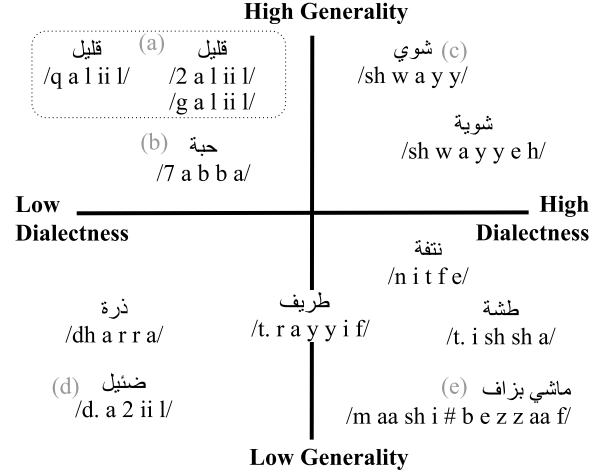 High Generality
(a)
قليل
قليل
/q a l ii l/
/2 a l ii l/
/g a l ii l/
شوي (c)
/sh w a y y/
شوية
/sh w a y y e h/
(b) حبة
/7 a b b a/
Low
Dialectness
High
Dialectness
نتفة
/n i t f e/
ذرة
/dh a r r a/
طريف
/t. r a y y i f/
طشة
/t. i sh sh a/
(d) ضئيل
/d. a 2 ii l/
(e) ماشي بزاف
/m aa sh i # b e z z aa f/
Low Generality